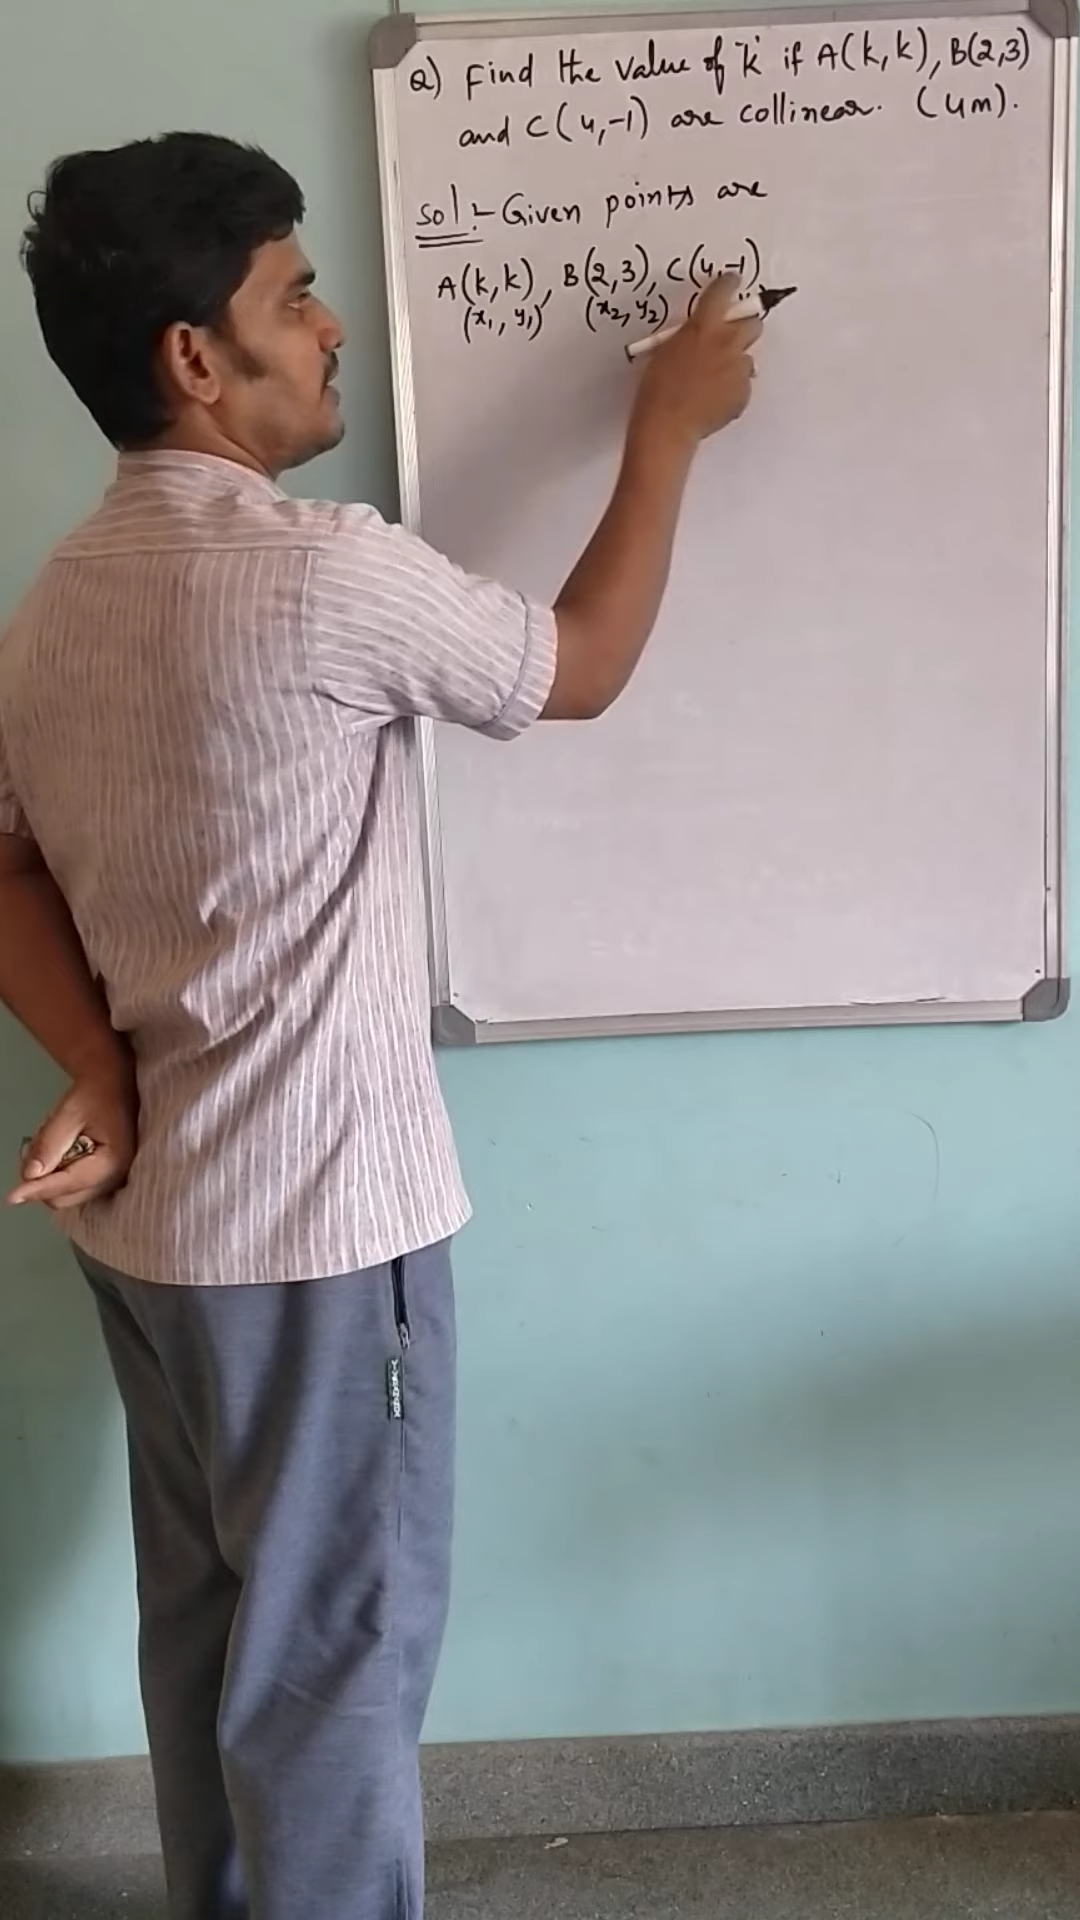 Q) Find the value of 'k' if A(k,k), B(2,3)
and C(4,-1) are collinear. (4m).
Sol:- Given points are
A(k,k), B(2,3), C(4,-1)
(x₁, y₁) (x₂, y₂) (